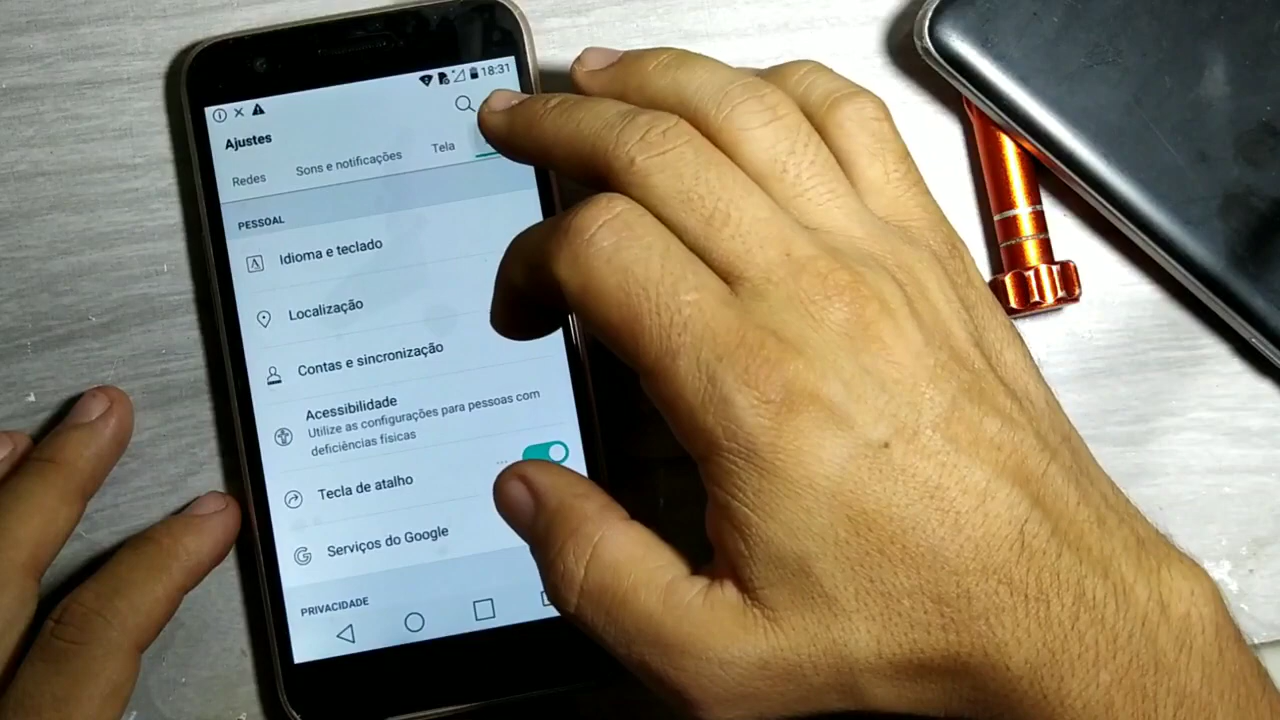 18:31
Ajustes
Redes
Sons e notificações
Tela
PESSOAL
Idioma e teclado
Localização
Contas e sincronização
Acessibilidade
Utilize as configurações para pessoas com
deficiências físicas
Tecla de atalho
...
Serviços do Google
PRIVACIDADE